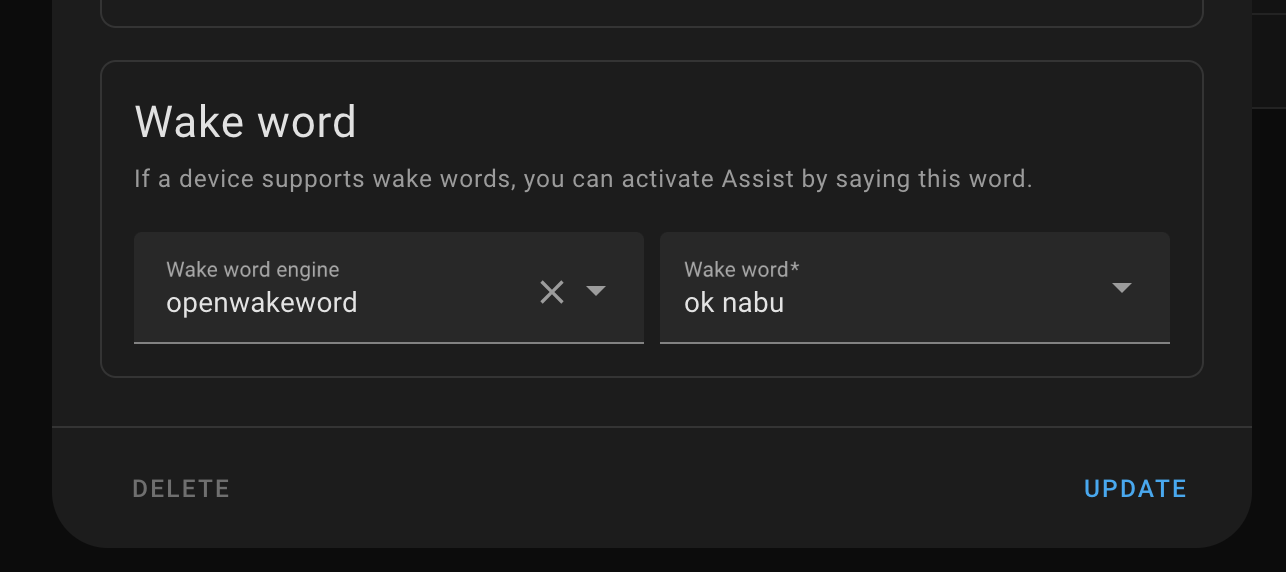 Wake word
If a device supports wake words, you can activate Assist by saying this word.
Wake word engine
openwakeword
Wake word*
ok nabu
DELETE
UPDATE